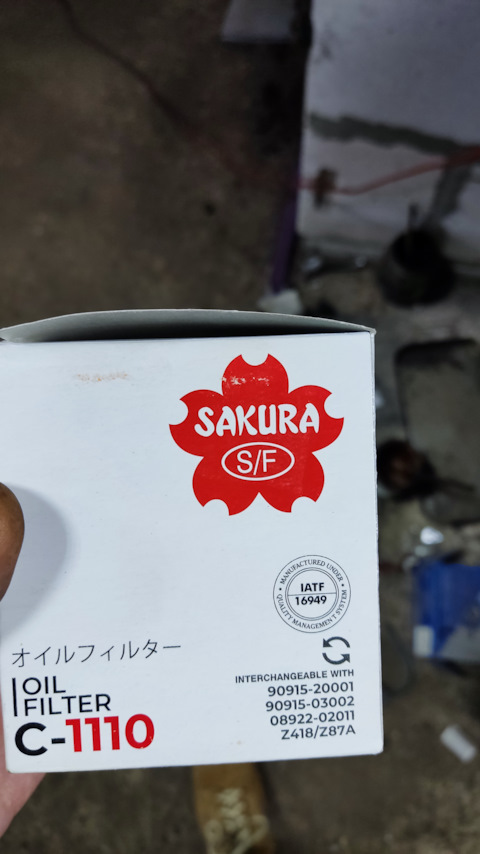 SAKURA
S/F
MANUFACTURED UNDER
IATF
16949
QUALITY MANAGEMENT SYSTEM
オイルフィルター
OIL
FILTER
C-1110
INTERCHANGEABLE WITH
90915-20001
90915-03002
08922-02011
Z418/Z87A